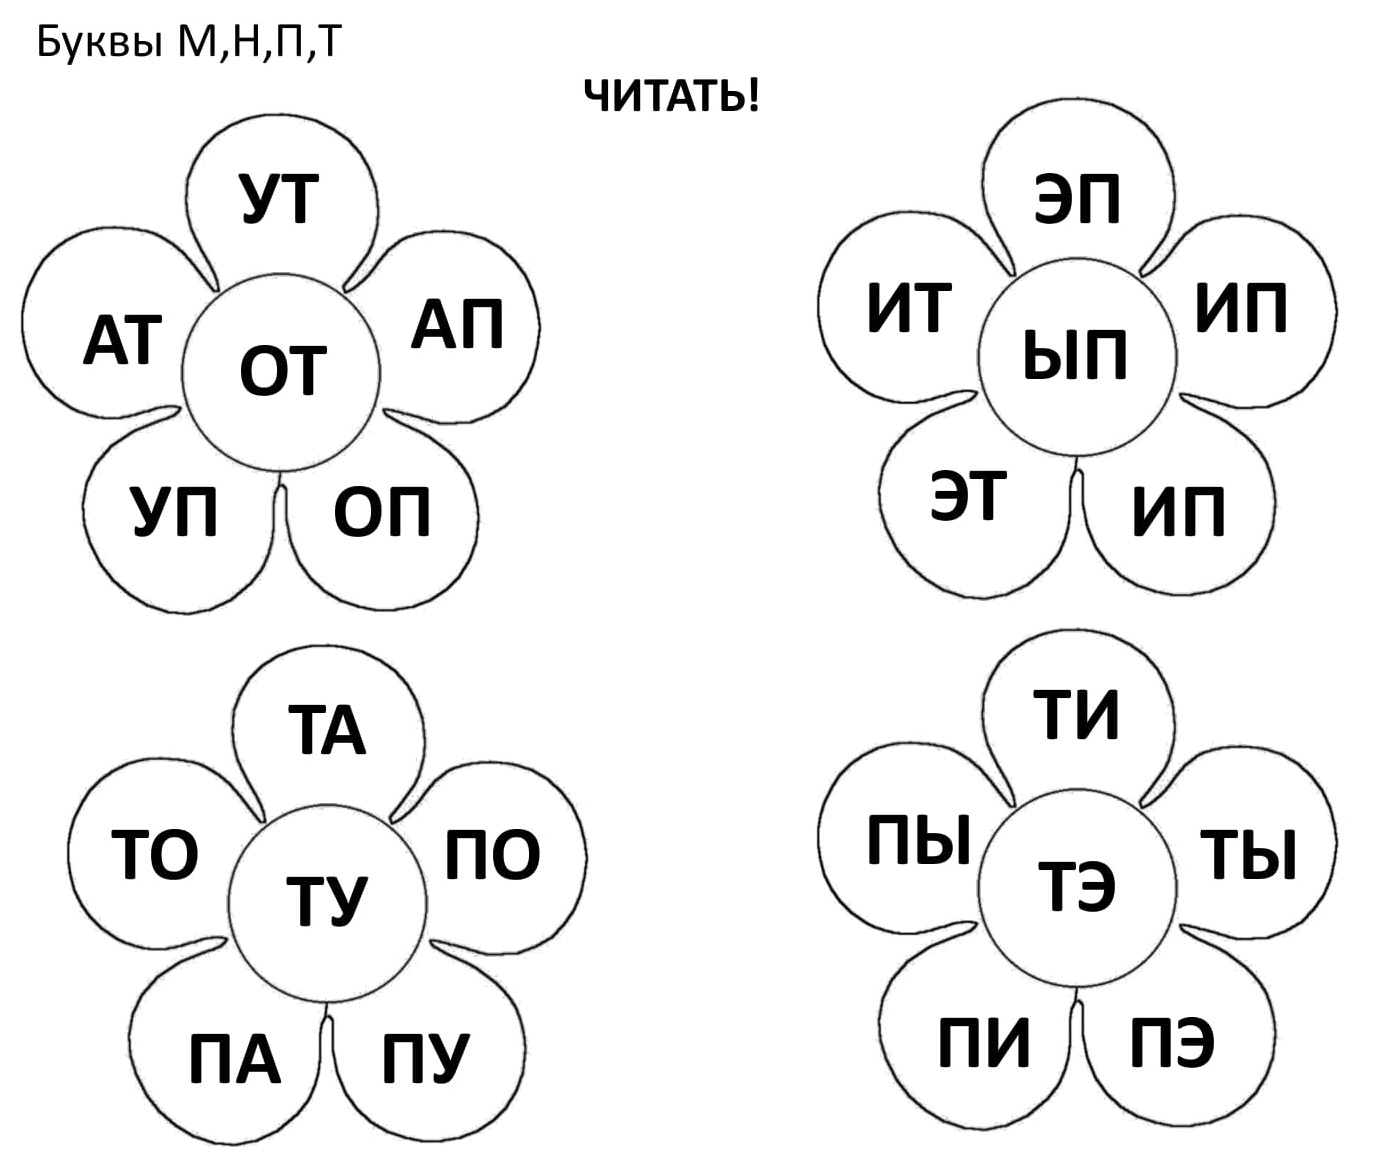 Буквы М,Н,П,Т
ЧИТАТЬ!
УТ
АТ
ОТ
АП
УП
ОП
ЭП
ИТ
ЫП
ИП
ЭТ
ИП
ТА
ТО
ТУ
ПО
ПА
ПУ
ТИ
ПЫ
ТЭ
ТЫ
ПИ
ПЭ